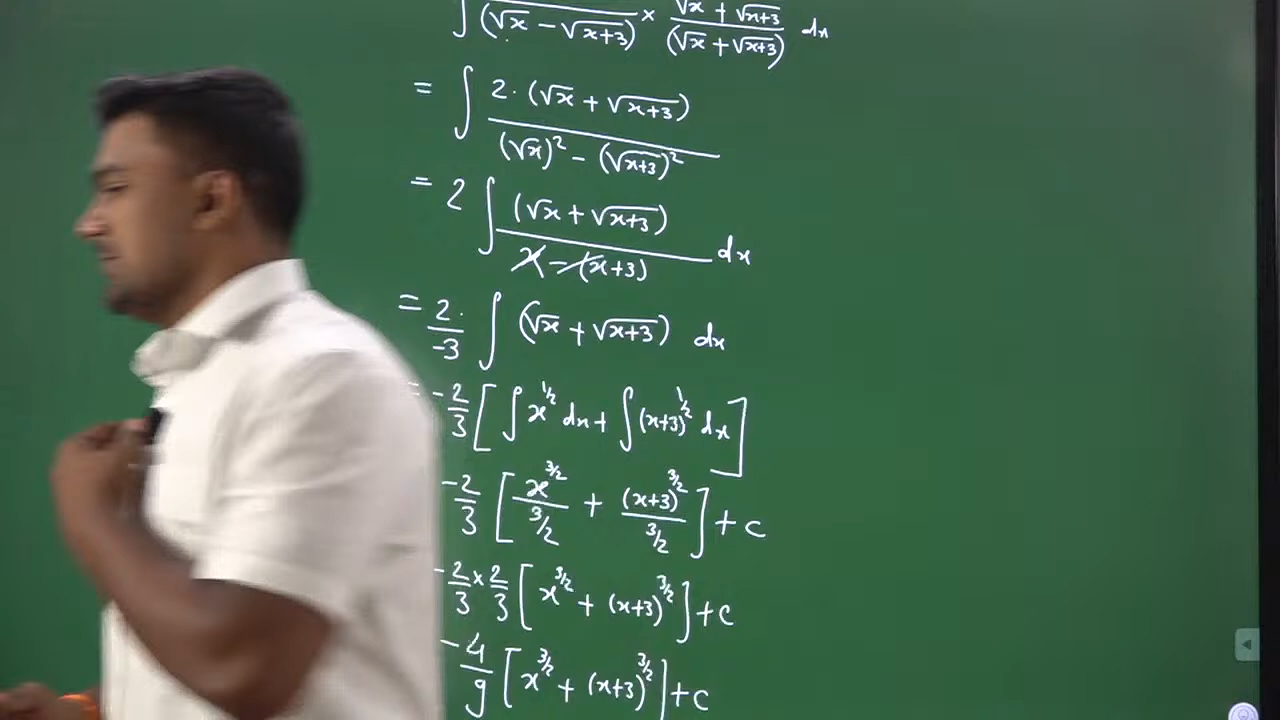 ∫ (√x − √x+3) × √x + √x+3 / (√x + √x+3) dx
= ∫ 2·(√x + √x+3) / (√x)² − (√x+3)²
= 2 ∫ (√x + √x+3) / x − (x+3) dx
= 2·/-3 ∫ (√x + √x+3) dx
= -2/3 [ ∫ x^1/2 dx + ∫ (x+3)^1/2 dx ]
-2/3 [ x^3/2 / 3/2 + (x+3)^3/2 / 3/2 ] + c
-2/3 × 2/3 [ x^3/2 + (x+3)^3/2 ] + c
-4/9 [ x^3/2 + (x+3)^3/2 ] + c